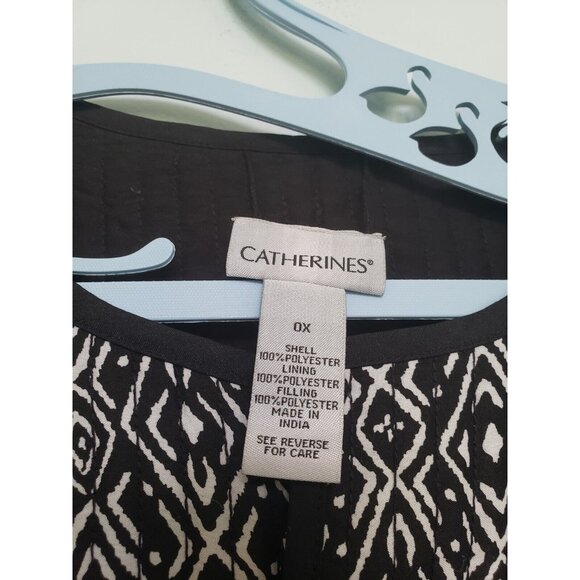 CATHERINES®
0X
SHELL
100%POLYESTER
LINING
100%POLYESTER
FILLING
100%POLYESTER
MADE IN
INDIA
SEE REVERSE
FOR CARE